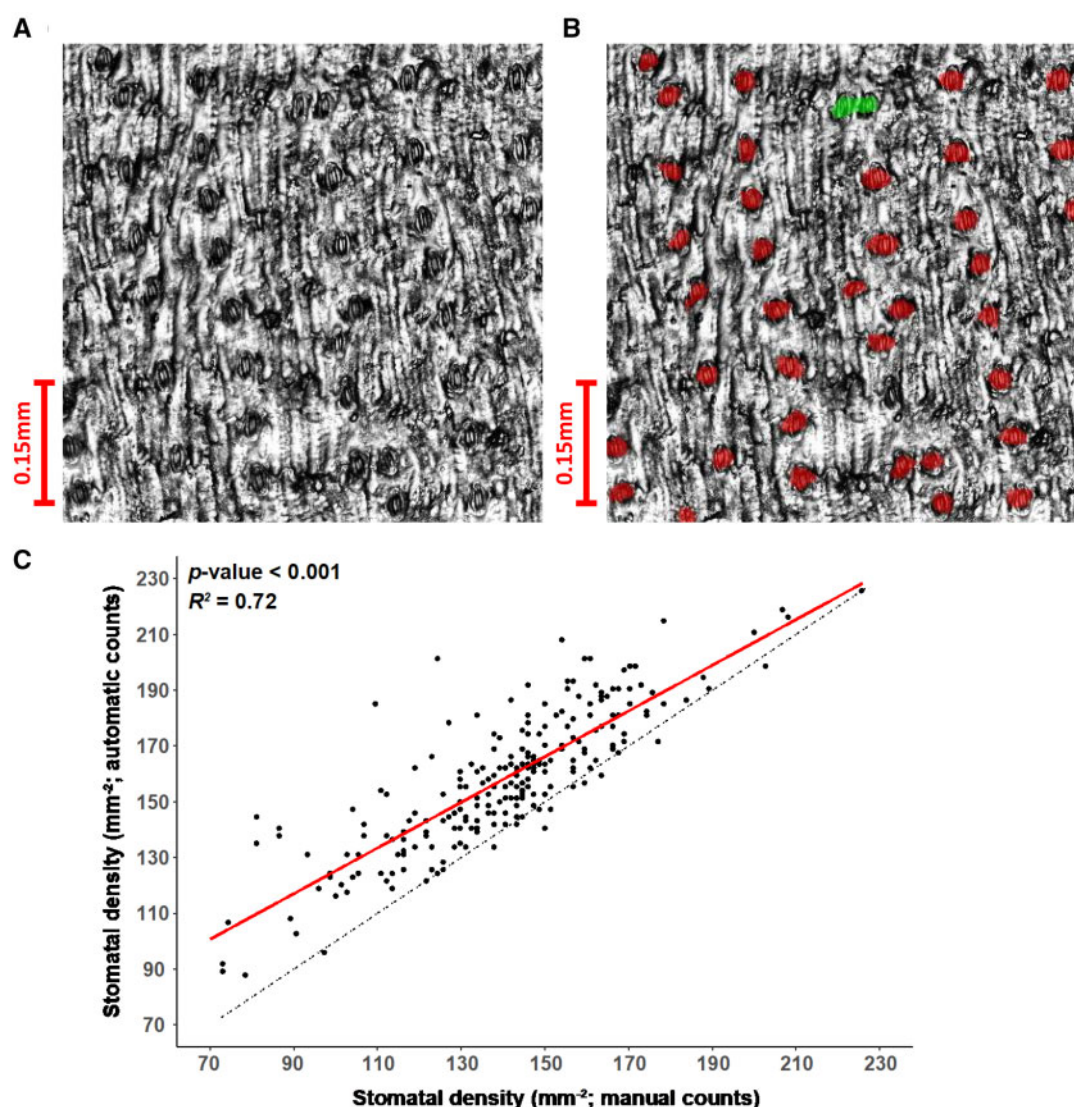 A
B
0.15mm
0.15mm
C
p-value < 0.001
R² = 0.72
Stomatal density (mm⁻²; automatic counts)
230
210
190
170
150
130
110
90
70
70 90 110 130 150 170 190 210 230
Stomatal density (mm⁻²; manual counts)